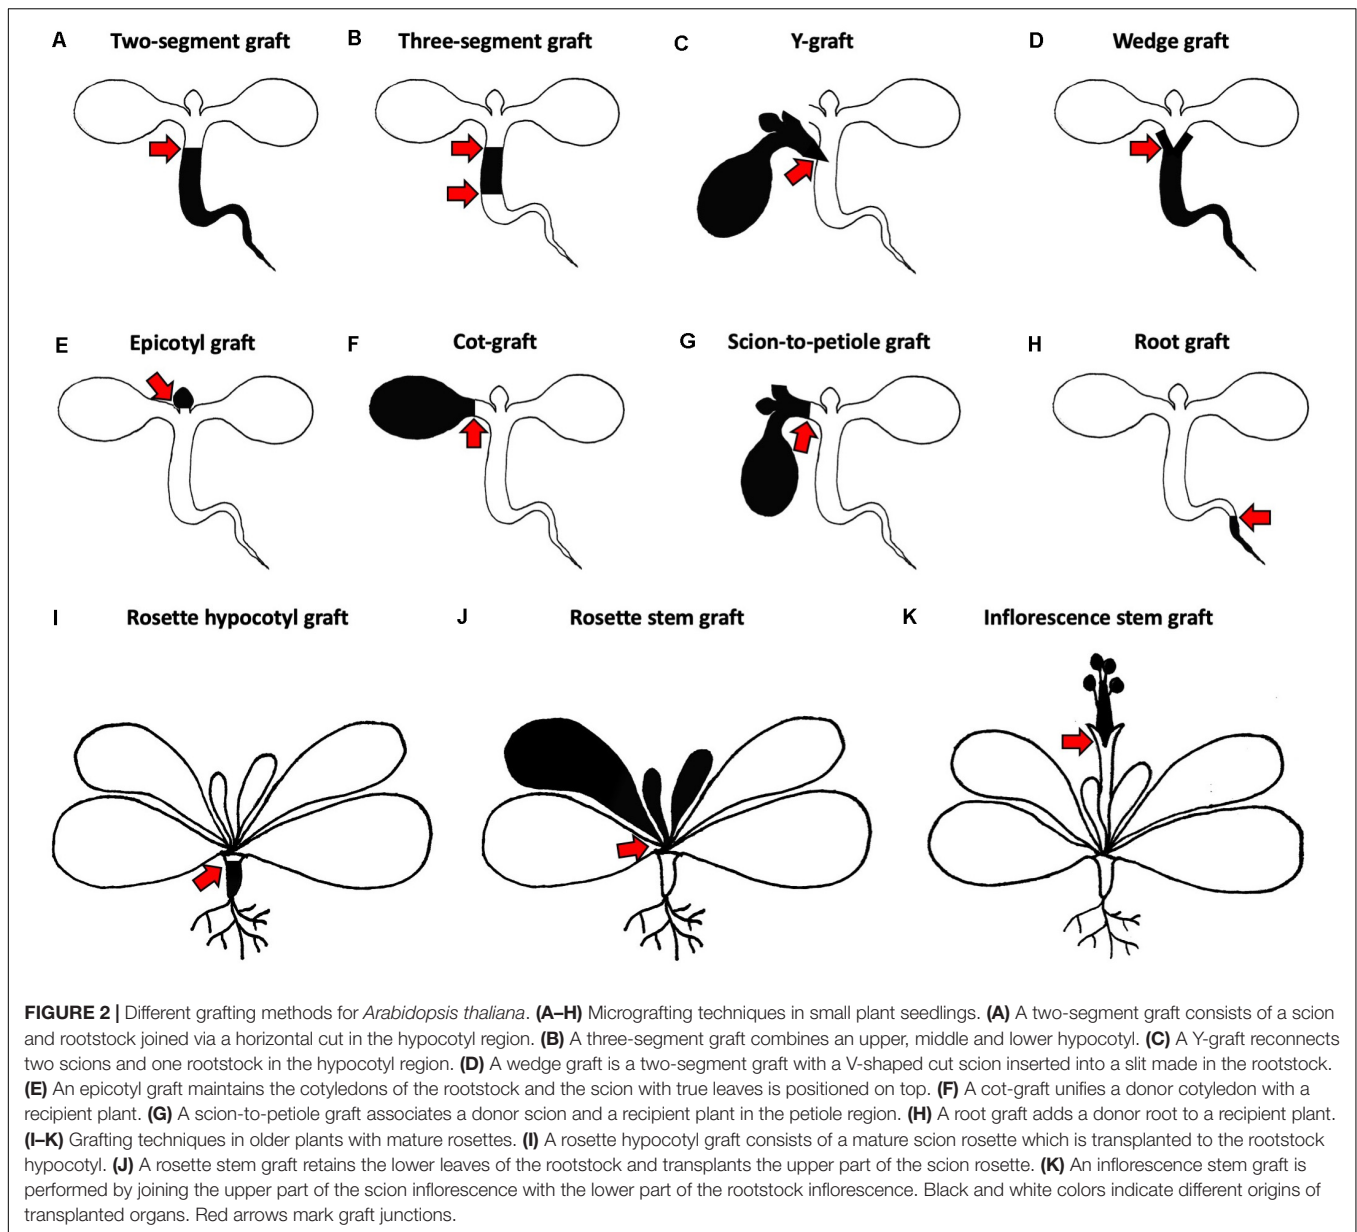 A Two-segment graft
B Three-segment graft
C Y-graft
D Wedge graft
E Epicotyl graft
F Cot-graft
G Scion-to-petiole graft
H Root graft
I Rosette hypocotyl graft
J Rosette stem graft
K Inflorescence stem graft
FIGURE 2 | Different grafting methods for Arabidopsis thaliana. (A–H) Micrografting techniques in small plant seedlings. (A) A two-segment graft consists of a scion
and rootstock joined via a horizontal cut in the hypocotyl region. (B) A three-segment graft combines an upper, middle and lower hypocotyl. (C) A Y-graft reconnects
two scions and one rootstock in the hypocotyl region. (D) A wedge graft is a two-segment graft with a V-shaped cut scion inserted into a slit made in the rootstock.
(E) An epicotyl graft maintains the cotyledons of the rootstock and the scion with true leaves is positioned on top. (F) A cot-graft unifies a donor cotyledon with a
recipient plant. (G) A scion-to-petiole graft associates a donor scion and a recipient plant in the petiole region. (H) A root graft adds a donor root to a recipient plant.
(I–K) Grafting techniques in older plants with mature rosettes. (I) A rosette hypocotyl graft consists of a mature scion rosette which is transplanted to the rootstock
hypocotyl. (J) A rosette stem graft retains the lower leaves of the rootstock and transplants the upper part of the scion rosette. (K) An inflorescence stem graft is
performed by joining the upper part of the scion inflorescence with the lower part of the rootstock inflorescence. Black and white colors indicate different origins of
transplanted organs. Red arrows mark graft junctions.